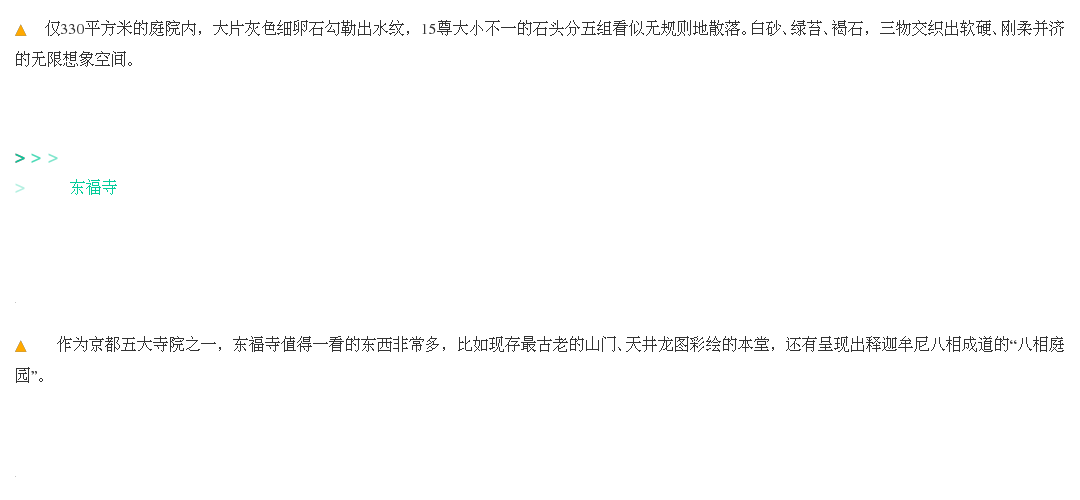 ▲ 仅330平方米的庭院内，大片灰色细卵石勾勒出水纹，15尊大小不一的石头分五组看似无规则地散落。白砂、绿苔、褐石，三物交织出软硬、刚柔并济
的无限想象空间。
> > >
> 东福寺
▲ 作为京都五大寺院之一，东福寺值得一看的东西非常多，比如现存最古老的山门、天井龙图彩绘的本堂，还有呈现出释迦牟尼八相成道的“八相庭
园”。